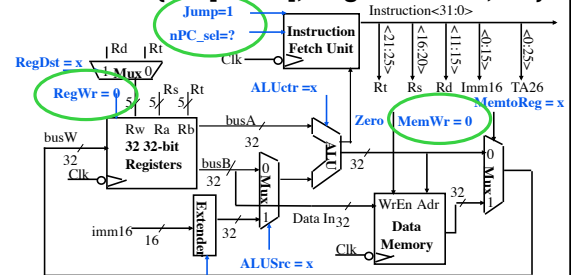 Jump=1
nPC_sel=?
Instruction
Fetch Unit
Clk
Instruction<31:0>
<21:25>
<16:20>
<11:15>
<0:15>
<0:25>
Rt
Rs
Rd
Imm16
TA26
Rd
Rt
RegDst = x
1 Mux 0
RegWr = 0
5
5
5
Rs
Rt
ALUctr =x
Zero
MemWr = 0
MemtoReg = x
busW
32
Rw Ra Rb
32 32-bit
Registers
Clk
busA
32
busB
32
0
Mux
1
ALU
32
0
Mux
1
imm16
16
Extender
32
Data In
32
WrEn Adr
Data
Memory
32
Clk
ALUSrc = x